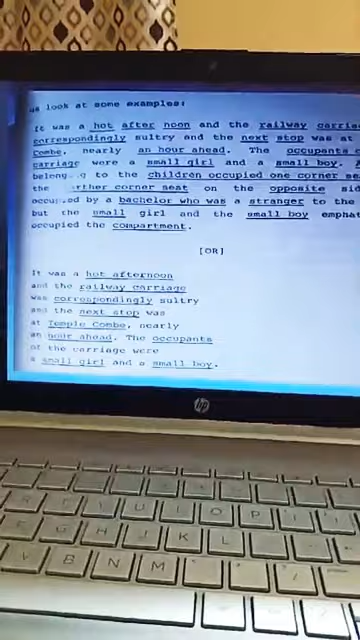 us look at some examples:
It was a hot after noon and the railway carria
correspondingly sultry and the next stop was at
Combe, nearly an hour ahead. The occupants
carriage were a small girl and a small boy.
belong to the children occupied one corner se
the rther corner seat on the opposite sid
occupied by a bachelor who was a stranger to the
but the small girl and the small boy emphat
occupied the compartment.
[OR]
It was a hot afternoon
and the railway carriage
was correspondingly sultry
and the next stop was
at Temple Combe, nearly
an hour ahead. The occupants
of the carriage were
a small girl and a small boy.
hp
R T Y U I O P
F G H J K L
V B N M